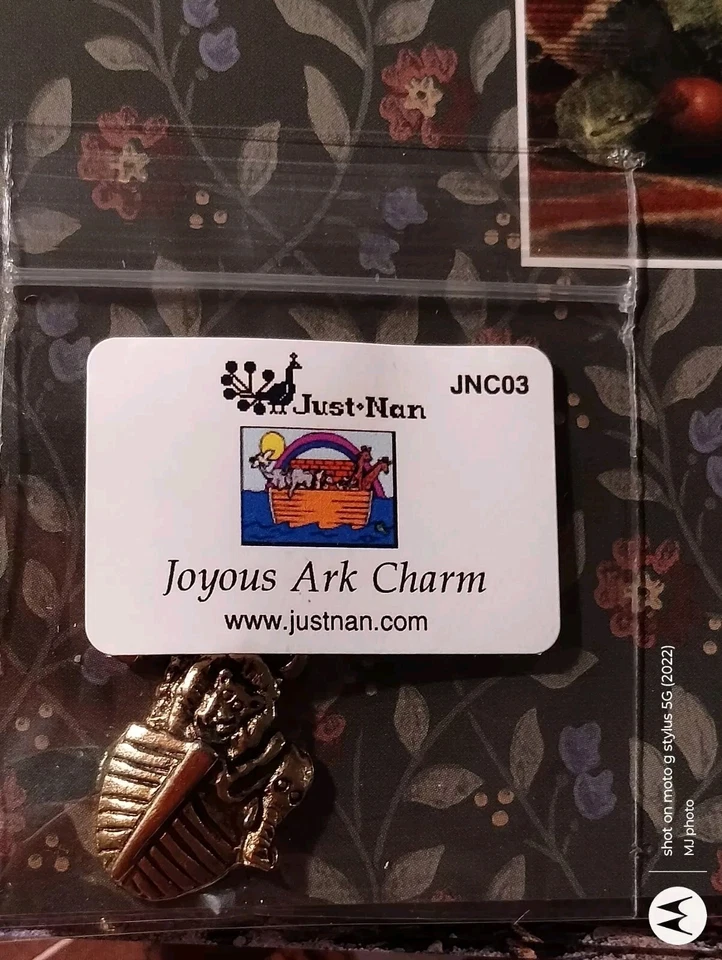 JNC03
Just·Nan
Joyous Ark Charm
www.justnan.com
shot on moto g stylus 5G (2022)
MJ photo